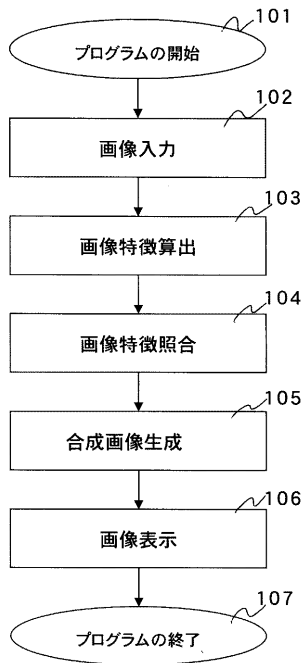 101
プログラムの開始
102
画像入力
103
画像特徴算出
104
画像特徴照合
105
合成画像生成
106
画像表示
107
プログラムの終了